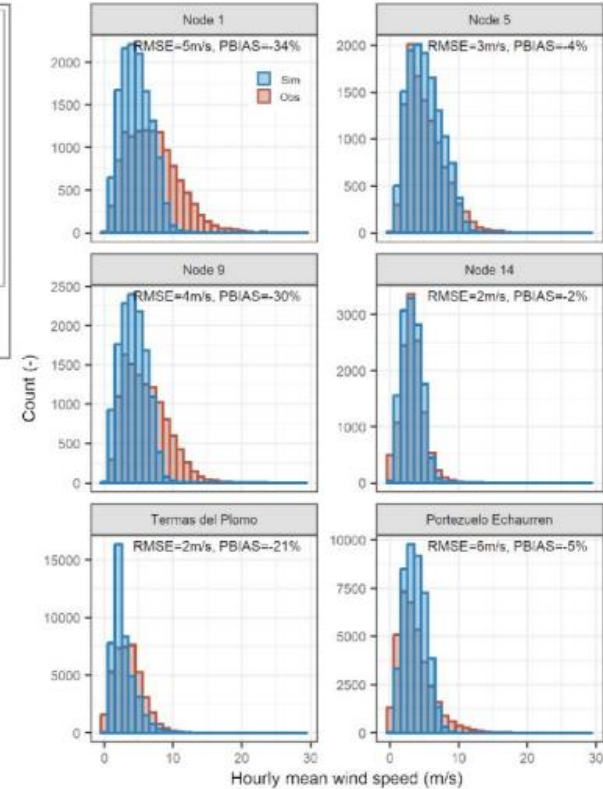 Node 1
Node 5
RMSE=5m/s, PBIAS=-34%
RMSE=3m/s, PBIAS=-4%
Sim
Obs
2000
1500
1000
500
0
2000
1500
1000
500
0
Node 9
Node 14
RMSE=4m/s, PBIAS=-30%
RMSE=2m/s, PBIAS=-2%
2500
2000
1500
1000
500
0
3000
2000
1000
0
Termas del Plomo
Portezuelo Echaurren
RMSE=2m/s, PBIAS=-21%
RMSE=6m/s, PBIAS=-5%
15000
10000
5000
0
10000
7500
5000
2500
0
0 10 20 30
0 10 20 30
Count (-)
Hourly mean wind speed (m/s)